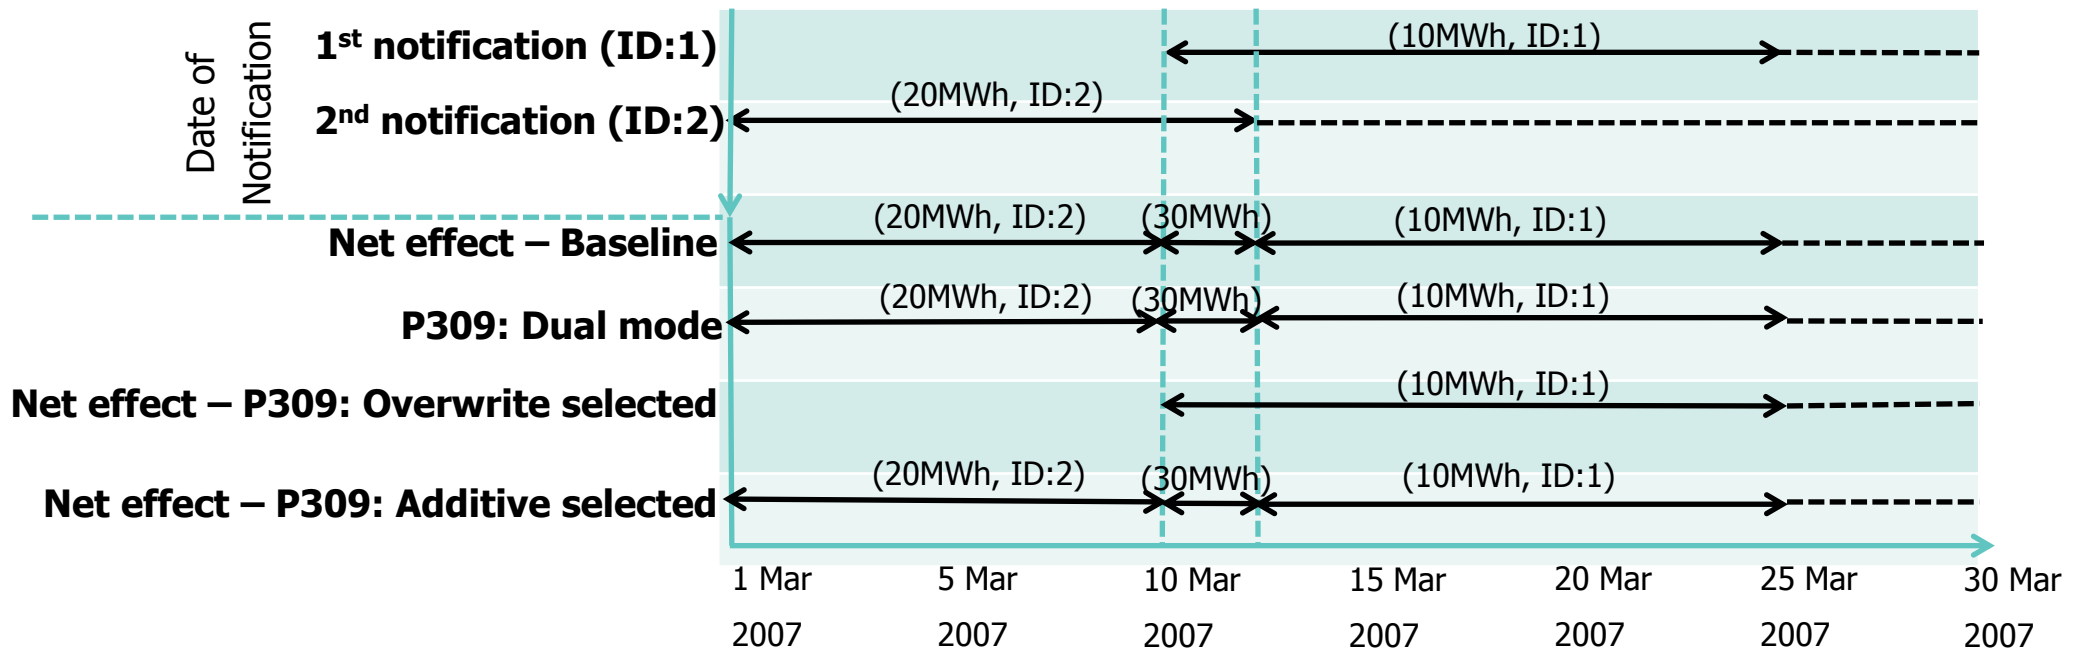 Date of
Notification
1st notification (ID:1)
(10MWh, ID:1)
2nd notification (ID:2)
(20MWh, ID:2)
Net effect – Baseline
(20MWh, ID:2)
(30MWh)
(10MWh, ID:1)
P309: Dual mode
(20MWh, ID:2)
(30MWh)
(10MWh, ID:1)
Net effect – P309: Overwrite selected
(10MWh, ID:1)
Net effect – P309: Additive selected
(20MWh, ID:2)
(30MWh)
(10MWh, ID:1)
1 Mar
2007
5 Mar
2007
10 Mar
2007
15 Mar
2007
20 Mar
2007
25 Mar
2007
30 Mar
2007